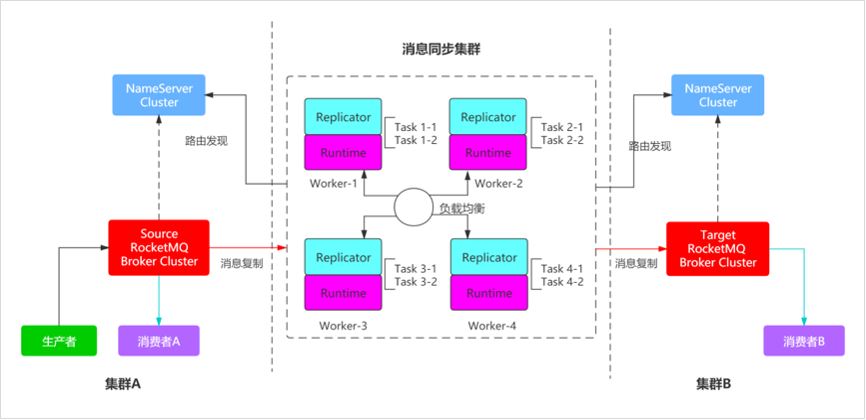 消息同步集群
NameServer
Cluster
路由发现
Source
RocketMQ
Broker Cluster
消息复制
生产者
消费者A
集群A
Replicator
Runtime
Task 1-1
Task 1-2
Worker-1
Replicator
Runtime
Task 2-1
Task 2-2
Worker-2
负载均衡
Replicator
Runtime
Task 3-1
Task 3-2
Worker-3
Replicator
Runtime
Task 4-1
Task 4-2
Worker-4
NameServer
Cluster
路由发现
消息复制
Target
RocketMQ
Broker Cluster
消费者B
集群B